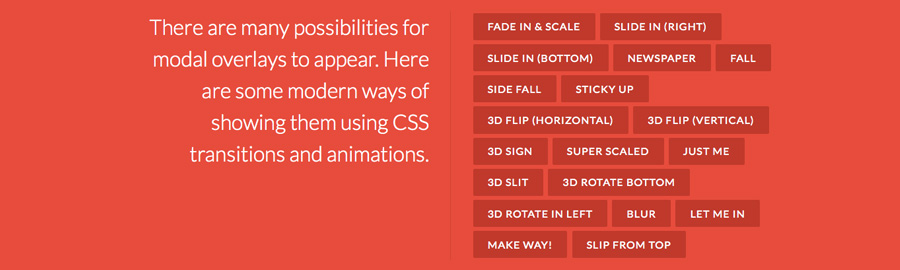 There are many possibilities for
modal overlays to appear. Here
are some modern ways of
showing them using CSS
transitions and animations.
FADE IN & SCALE SLIDE IN (RIGHT)
SLIDE IN (BOTTOM) NEWSPAPER FALL
SIDE FALL STICKY UP
3D FLIP (HORIZONTAL) 3D FLIP (VERTICAL)
3D SIGN SUPER SCALED JUST ME
3D SLIT 3D ROTATE BOTTOM
3D ROTATE IN LEFT BLUR LET ME IN
MAKE WAY! SLIP FROM TOP